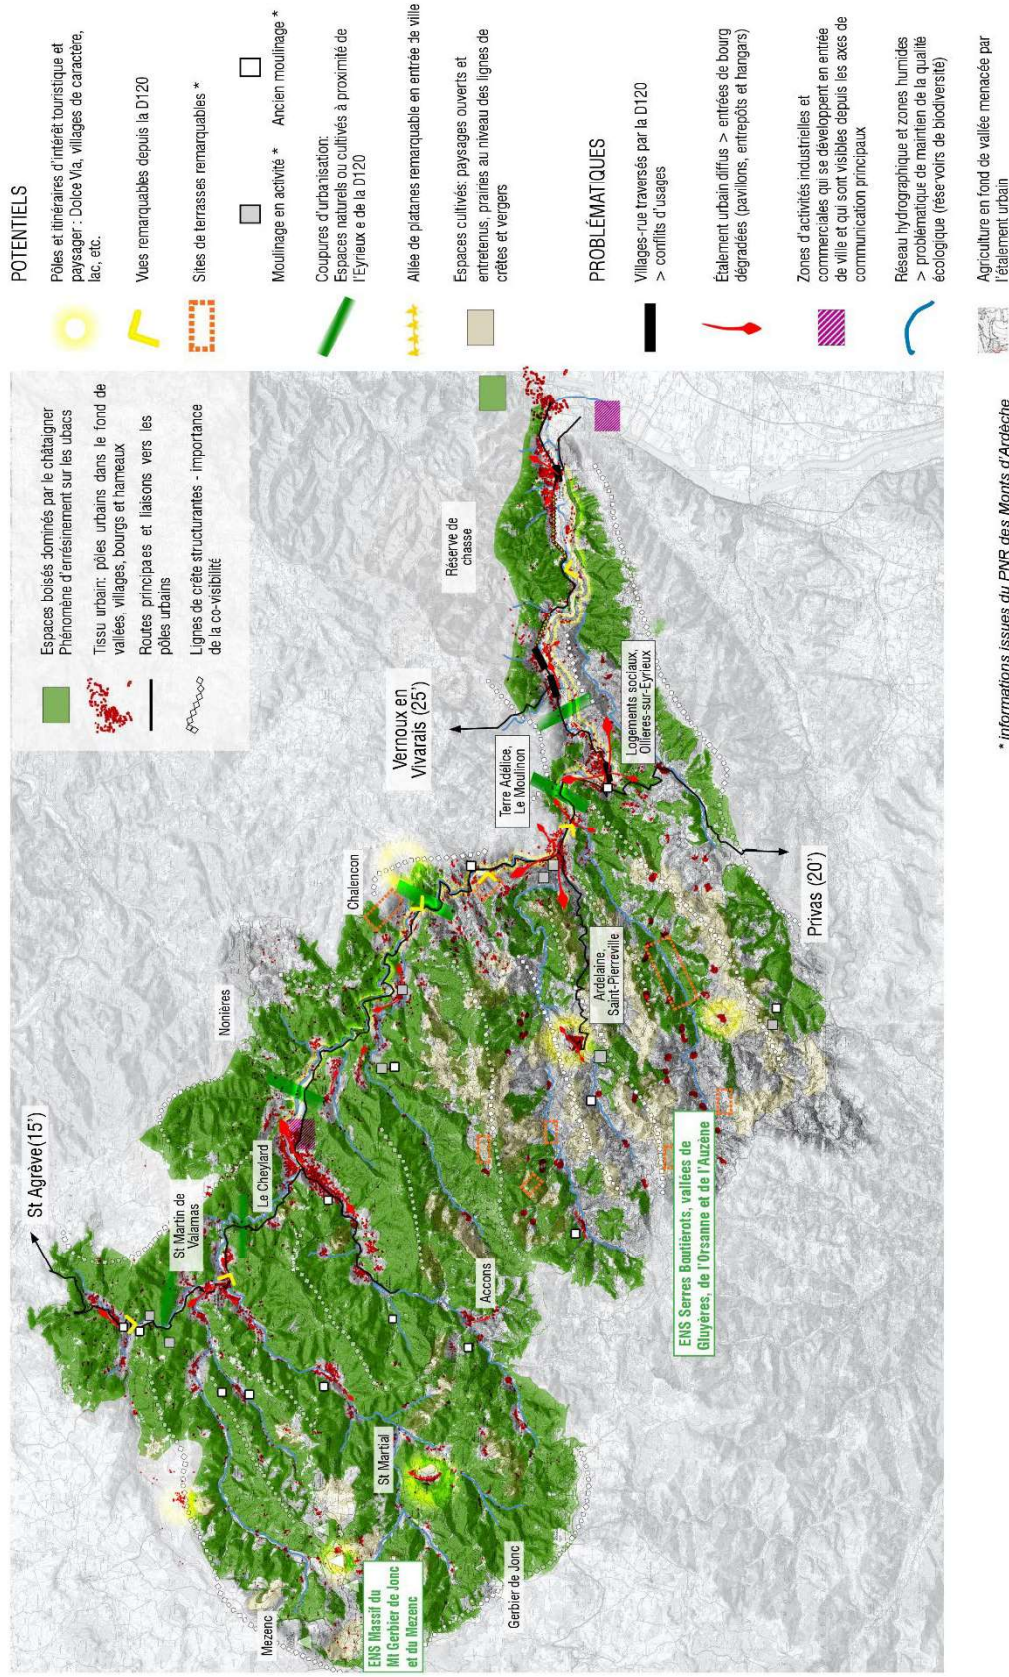 POTENTIELS
Pôles et itinéraires d'intérêt touristique et
paysager : Dolce Via, villages de caractère,
lac, etc.
Vues remarquables depuis la D120
Sites de terrasses remarquables *
Moulinage en activité *
Ancien moulinage *
Coupures d'urbanisation:
Espaces naturels ou cultivés à proximité de
l'Eyrieux e de la D120
Allée de platanes remarquable en entrée de ville
Espaces cultivés: paysages ouverts et
entretenus, prairies au niveau des lignes de
crêtes et vergers
PROBLÉMATIQUES
Villages-rue traversés par la D120
> conflits d'usages
Etalement urbain diffus > entrées de bourg
dégradées (pavillons, entrepôts et hangars)
Zones d'activités industrielles et
commerciales qui se développent en entrée
de ville et qui sont visibles depuis les axes de
communication principaux
Réseau hydrographique et zones humides
> problématique de maintien de la qualité
écologique (réservoirs de biodiversité)
Agriculture en fond de vallée menacée par
l'étalement urbain
Espaces boisés dominés par le châtaigner
Phénomène d'enrésinement sur les ubacs
Tissu urbain: pôles urbains dans le fond de
vallées, villages, bourgs et hameaux
Routes principaes et liaisons vers les
pôles urbains
Lignes de crête structurantes - importance
de la co-visibilité
St Agrève(15')
St Martin de
Valamas
Le Cheylard
Nonières
Chalencon
Vernoux en
Vivarais (25')
Réserve de
chasse
Terre Adélice,
Le Moulinon
Logements sociaux,
Ollières-sur-Eyrieux
Ardelaine,
Saint-Pierreville
Privas (20')
Accons
St Martial
Mezenc
Gerbier de Jonc
ENS Massif du
Mt Gerbier de Jonc
et du Mezenc
ENS Serres Boutièrots, vallées de
Gluyères, de l'Orsanne et de l'Auzène
* informations issues du PNR des Monts d'Ardèche